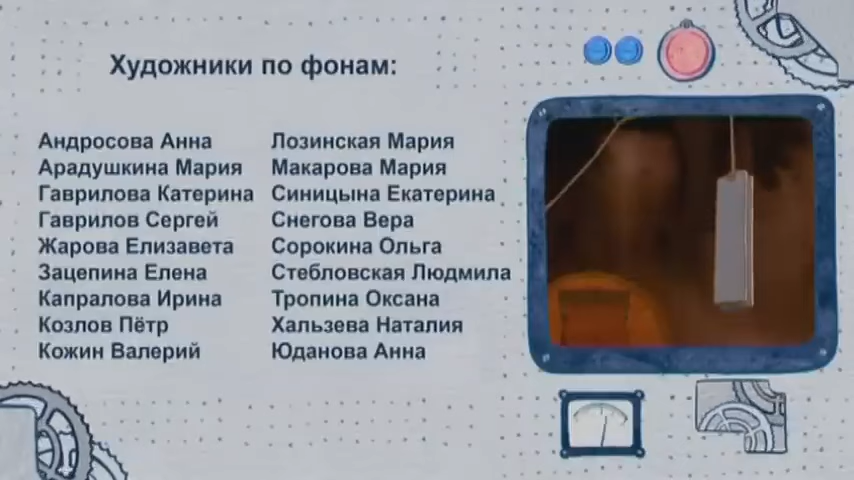 Художники по фонам:
Андросова Анна
Арадушкина Мария
Гаврилова Катерина
Гаврилов Сергей
Жарова Елизавета
Зацепина Елена
Капралова Ирина
Козлов Пётр
Кожин Валерий
Лозинская Мария
Макарова Мария
Синицына Екатерина
Снегова Вера
Сорокина Ольга
Стебловская Людмила
Тропина Оксана
Хальзева Наталия
Юданова Анна